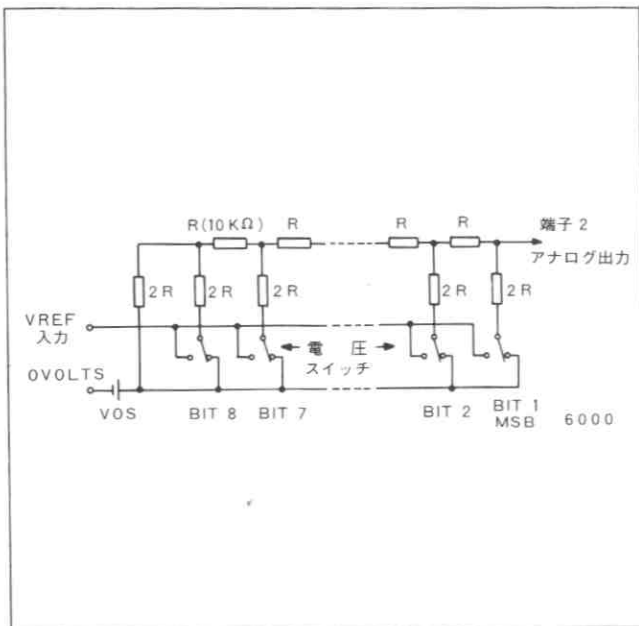 R(10KΩ) R R R 端子2
アナログ出力
2R 2R 2R 2R 2R
VREF
入力
電 圧
スイッチ
0VOLTS
VOS BIT 8 BIT 7 BIT 2 BIT 1
MSB 6000